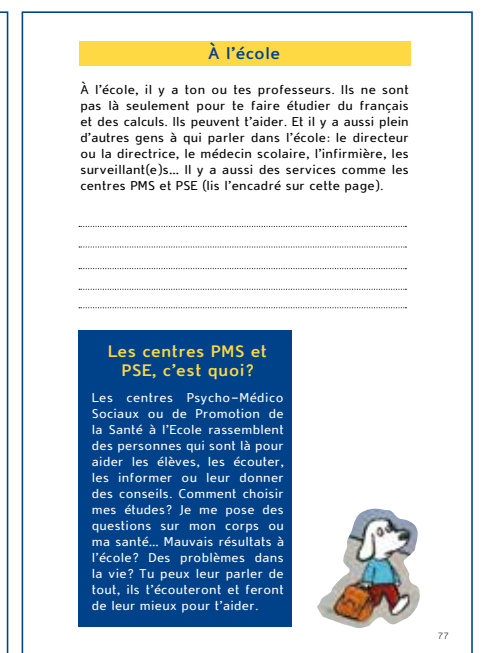 À l'école
À l'école, il y a ton ou tes professeurs. Ils ne sont
pas là seulement pour te faire étudier du français
et des calculs. Ils peuvent t'aider. Et il y a aussi plein
d'autres gens à qui parler dans l'école: le directeur
ou la directrice, le médecin scolaire, l'infirmière, les
surveillant(e)s... Il y a aussi des services comme les
centres PMS et PSE (lis l'encadré sur cette page).
Les centres PMS et
PSE, c'est quoi?
Les centres Psycho-Médico
Sociaux ou de Promotion de
la Santé à l'Ecole rassemblent
des personnes qui sont là pour
aider les élèves, les écouter,
les informer ou leur donner
des conseils. Comment choisir
mes études? Je me pose des
questions sur mon corps ou
ma santé... Mauvais résultats à
l'école? Des problèmes dans
la vie? Tu peux leur parler de
tout, ils t'écouteront et feront
de leur mieux pour t'aider.
77